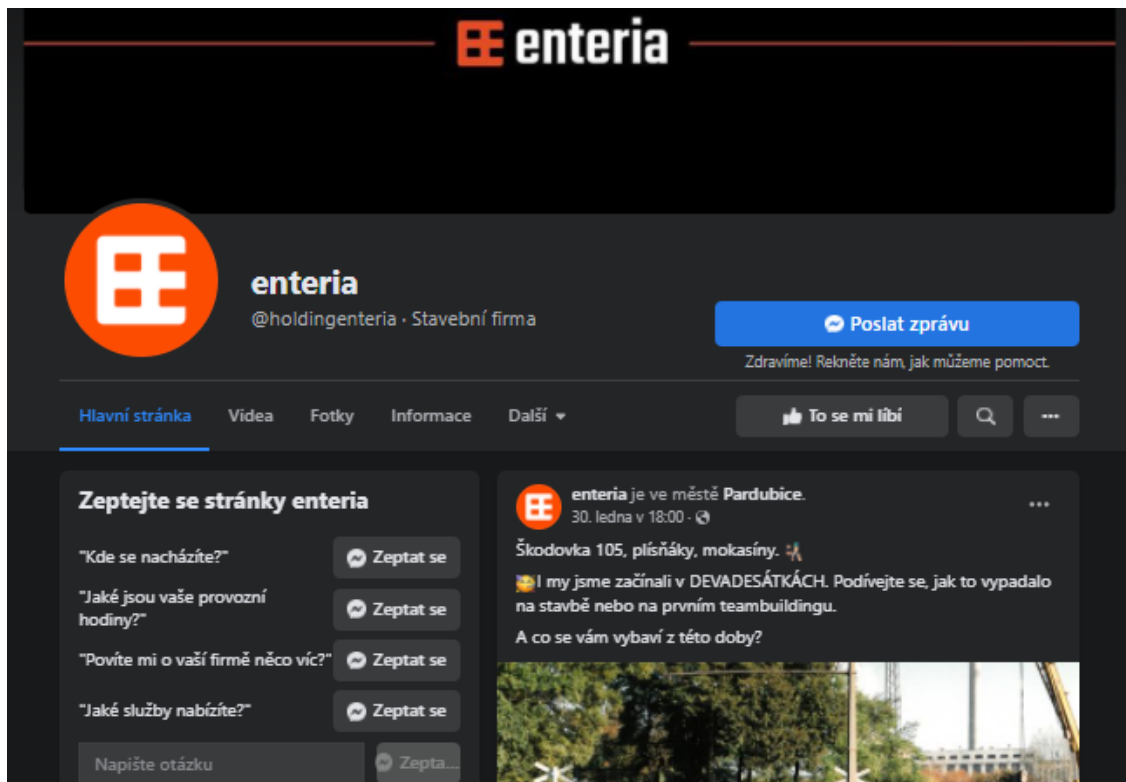 enteria
enteria
@holdingenteria · Stavební firma
Poslat zprávu
Zdravíme! Rekněte nám, jak můžeme pomoct.
Hlavní stránka
Videa
Fotky
Informace
Další
To se mi líbí
Zeptejte se stránky enteria
"Kde se nacházíte?"
Zeptat se
"Jaké jsou vaše provozní
hodiny?"
Zeptat se
"Povíte mi o vaší firmě něco víc?"
Zeptat se
"Jaké služby nabízíte?"
Zeptat se
Napište otázku
Zepta...
enteria je ve městě Pardubice.
30. ledna v 18:00 ·
Škodovka 105, plísňáky, mokasíny.
I my jsme začínali v DEVADESÁTKÁCH. Podívejte se, jak to vypadalo
na stavbě nebo na prvním teambuildingu.
A co se vám vybaví z této doby?